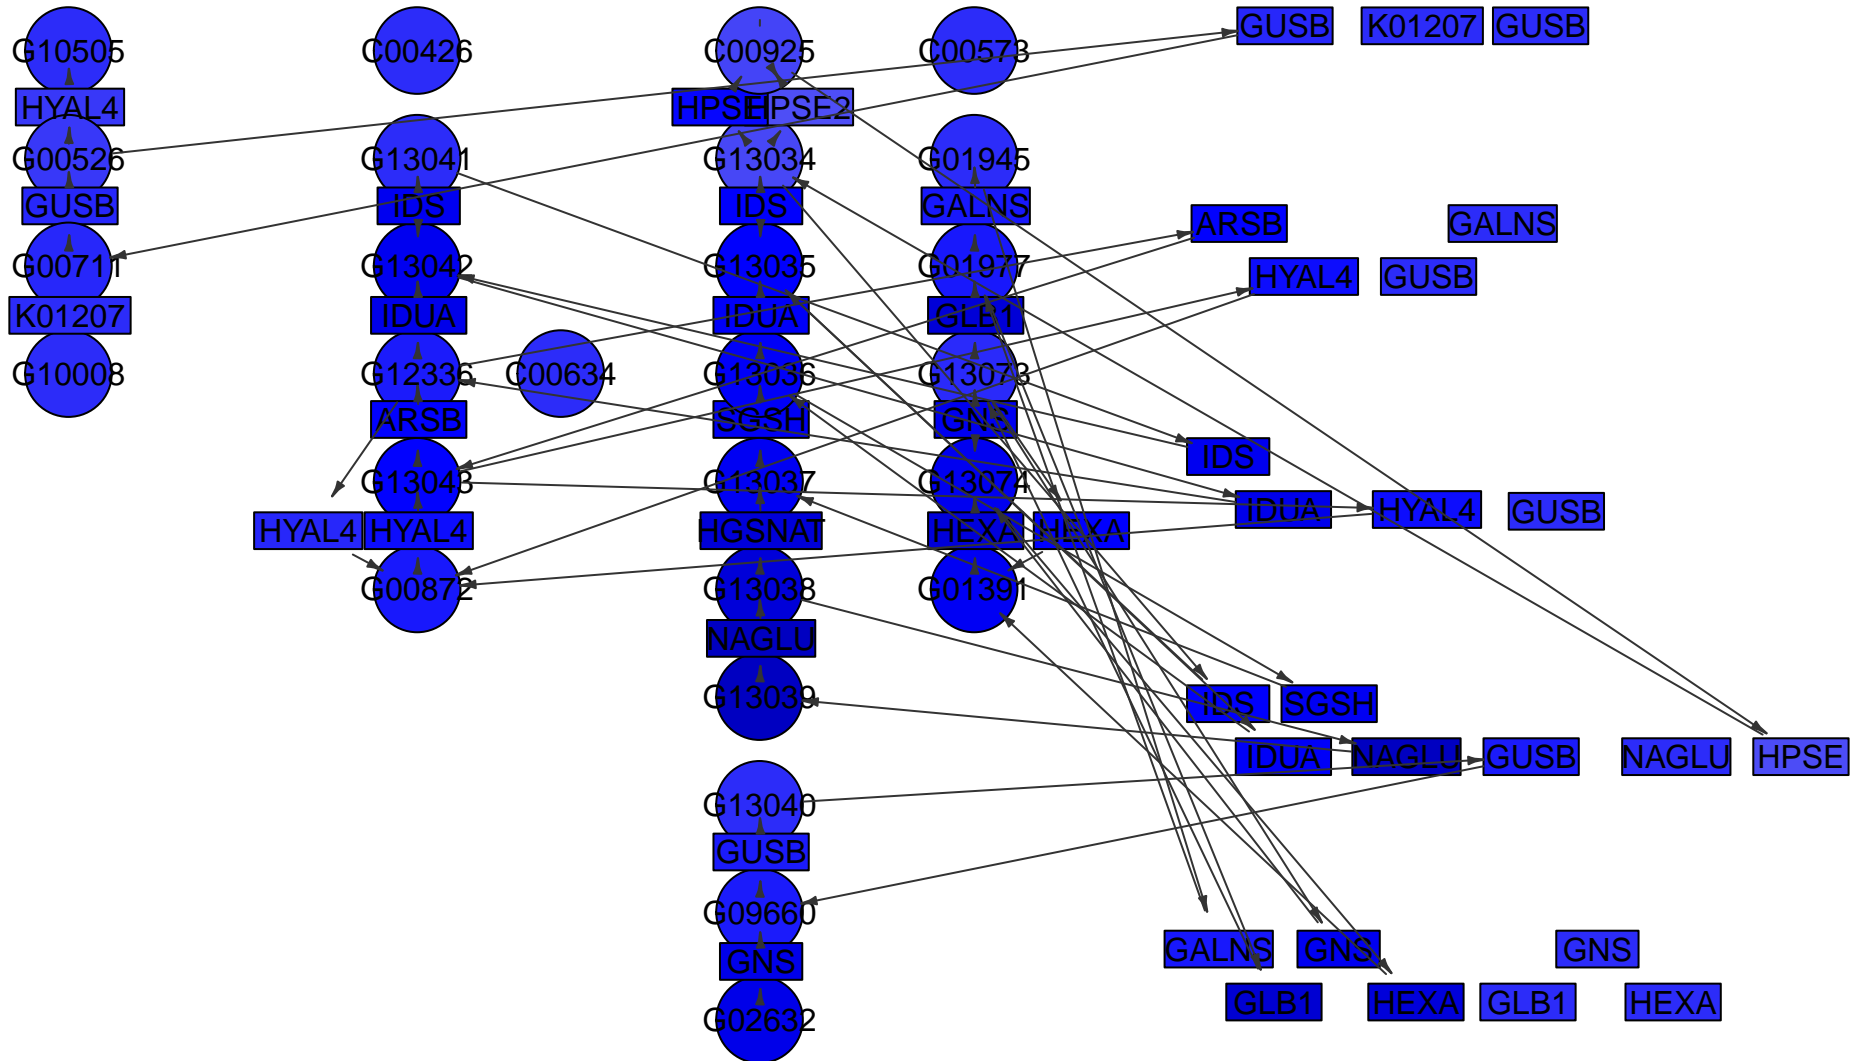 G10505 C00426 C00925 C00573 GUSB K01207 GUSB
HYAL4 HPSE HPSE2
G00526 G13041 G13034 G01945
GUSB IDS IDS GALNS ARSB GALNS
G00711 G13042 G13035 G01977 HYAL4 GUSB
K01207 IDUA IDUA GLB1
G10008 G12336 C00634 G13036 G13073
ARSB SGSH GNS IDS
G13043 G13037 G13074 IDUA HYAL4 GUSB
HYAL4 HYAL4 HGSNAT HEXA HEXA
G00872 G13038 G01391
NAGLU
G13039 IDS SGSH
IDUA NAGLU GUSB NAGLU HPSE
G13040
GUSB
G09660
GNS GALNS GNS GNS
G02632 GLB1 HEXA GLB1 HEXA